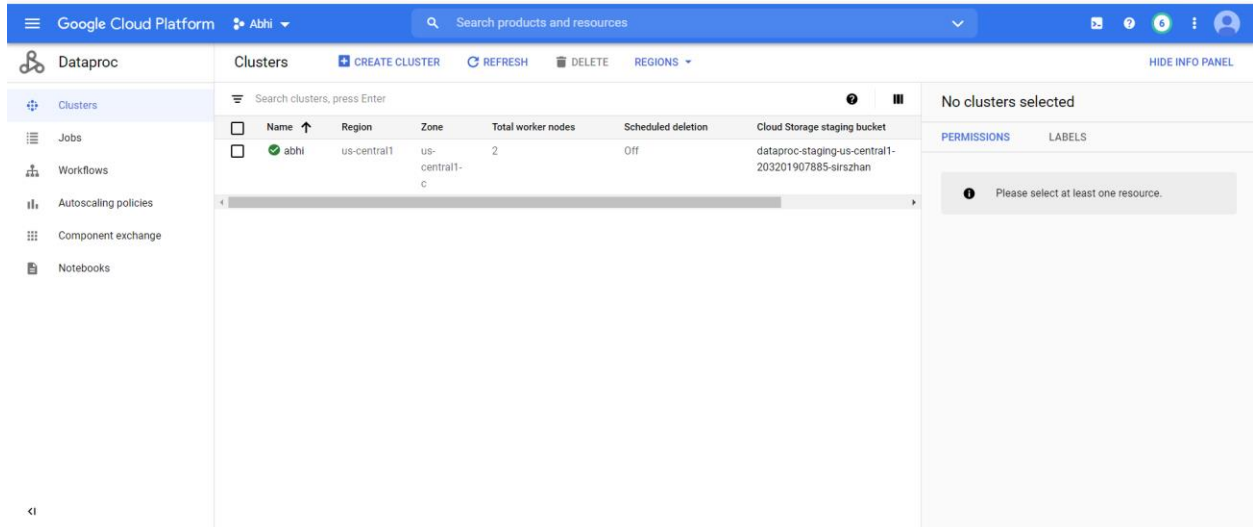 Google Cloud Platform Abhi Search products and resources 6
Dataproc Clusters CREATE CLUSTER REFRESH DELETE REGIONS HIDE INFO PANEL
Clusters
Jobs
Workflows
Autoscaling policies
Component exchange
Notebooks
Search clusters, press Enter
Name Region Zone Total worker nodes Scheduled deletion Cloud Storage staging bucket
abhi us-central1 us- 2 Off dataproc-staging-us-central1-
central1- 203201907885-sirszhan
c
No clusters selected
PERMISSIONS LABELS
Please select at least one resource.